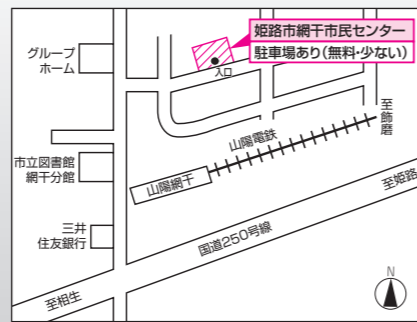 姫路市網干市民センター
駐車場あり(無料・少ない)
入口
グループ
ホーム
至飾磨
山陽電鉄
市立図書館
網干分館
山陽網干
至姫路
三井
住友銀行
国道250号線
至相生
N